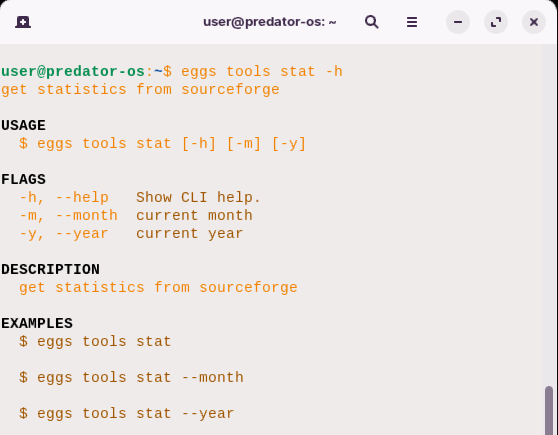 user@predator-os: ~
user@predator-os:~$ eggs tools stat -h
get statistics from sourceforge
USAGE
$ eggs tools stat [-h] [-m] [-y]
FLAGS
-h, --help Show CLI help.
-m, --month current month
-y, --year current year
DESCRIPTION
get statistics from sourceforge
EXAMPLES
$ eggs tools stat
$ eggs tools stat --month
$ eggs tools stat --year